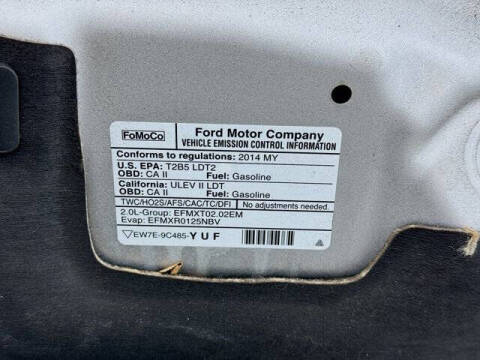 FoMoCo
Ford Motor Company
VEHICLE EMISSION CONTROL INFORMATION
Conforms to regulations: 2014 MY
U.S. EPA: T2B5 LDT2
OBD: CA II Fuel: Gasoline
California: ULEV II LDT
OBD: CA II Fuel: Gasoline
TWC/HO2S/AFS/CAC/TC/DFI No adjustments needed.
2.0L-Group: EFMXT02.02EM
Evap: EFMXR0125NBV
EW7E-9C485-YUF